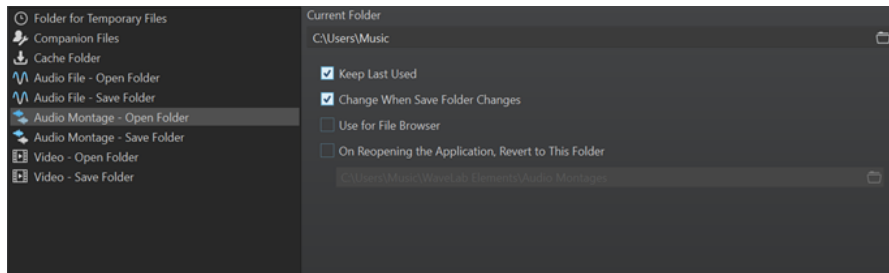 Folder for Temporary Files
Companion Files
Cache Folder
Audio File - Open Folder
Audio File - Save Folder
Audio Montage - Open Folder
Audio Montage - Save Folder
Video - Open Folder
Video - Save Folder
Current Folder
C:\Users\Music
Keep Last Used
Change When Save Folder Changes
Use for File Browser
On Reopening the Application, Revert to This Folder
C:\Users\Music\WaveLab Elements\Audio Montages